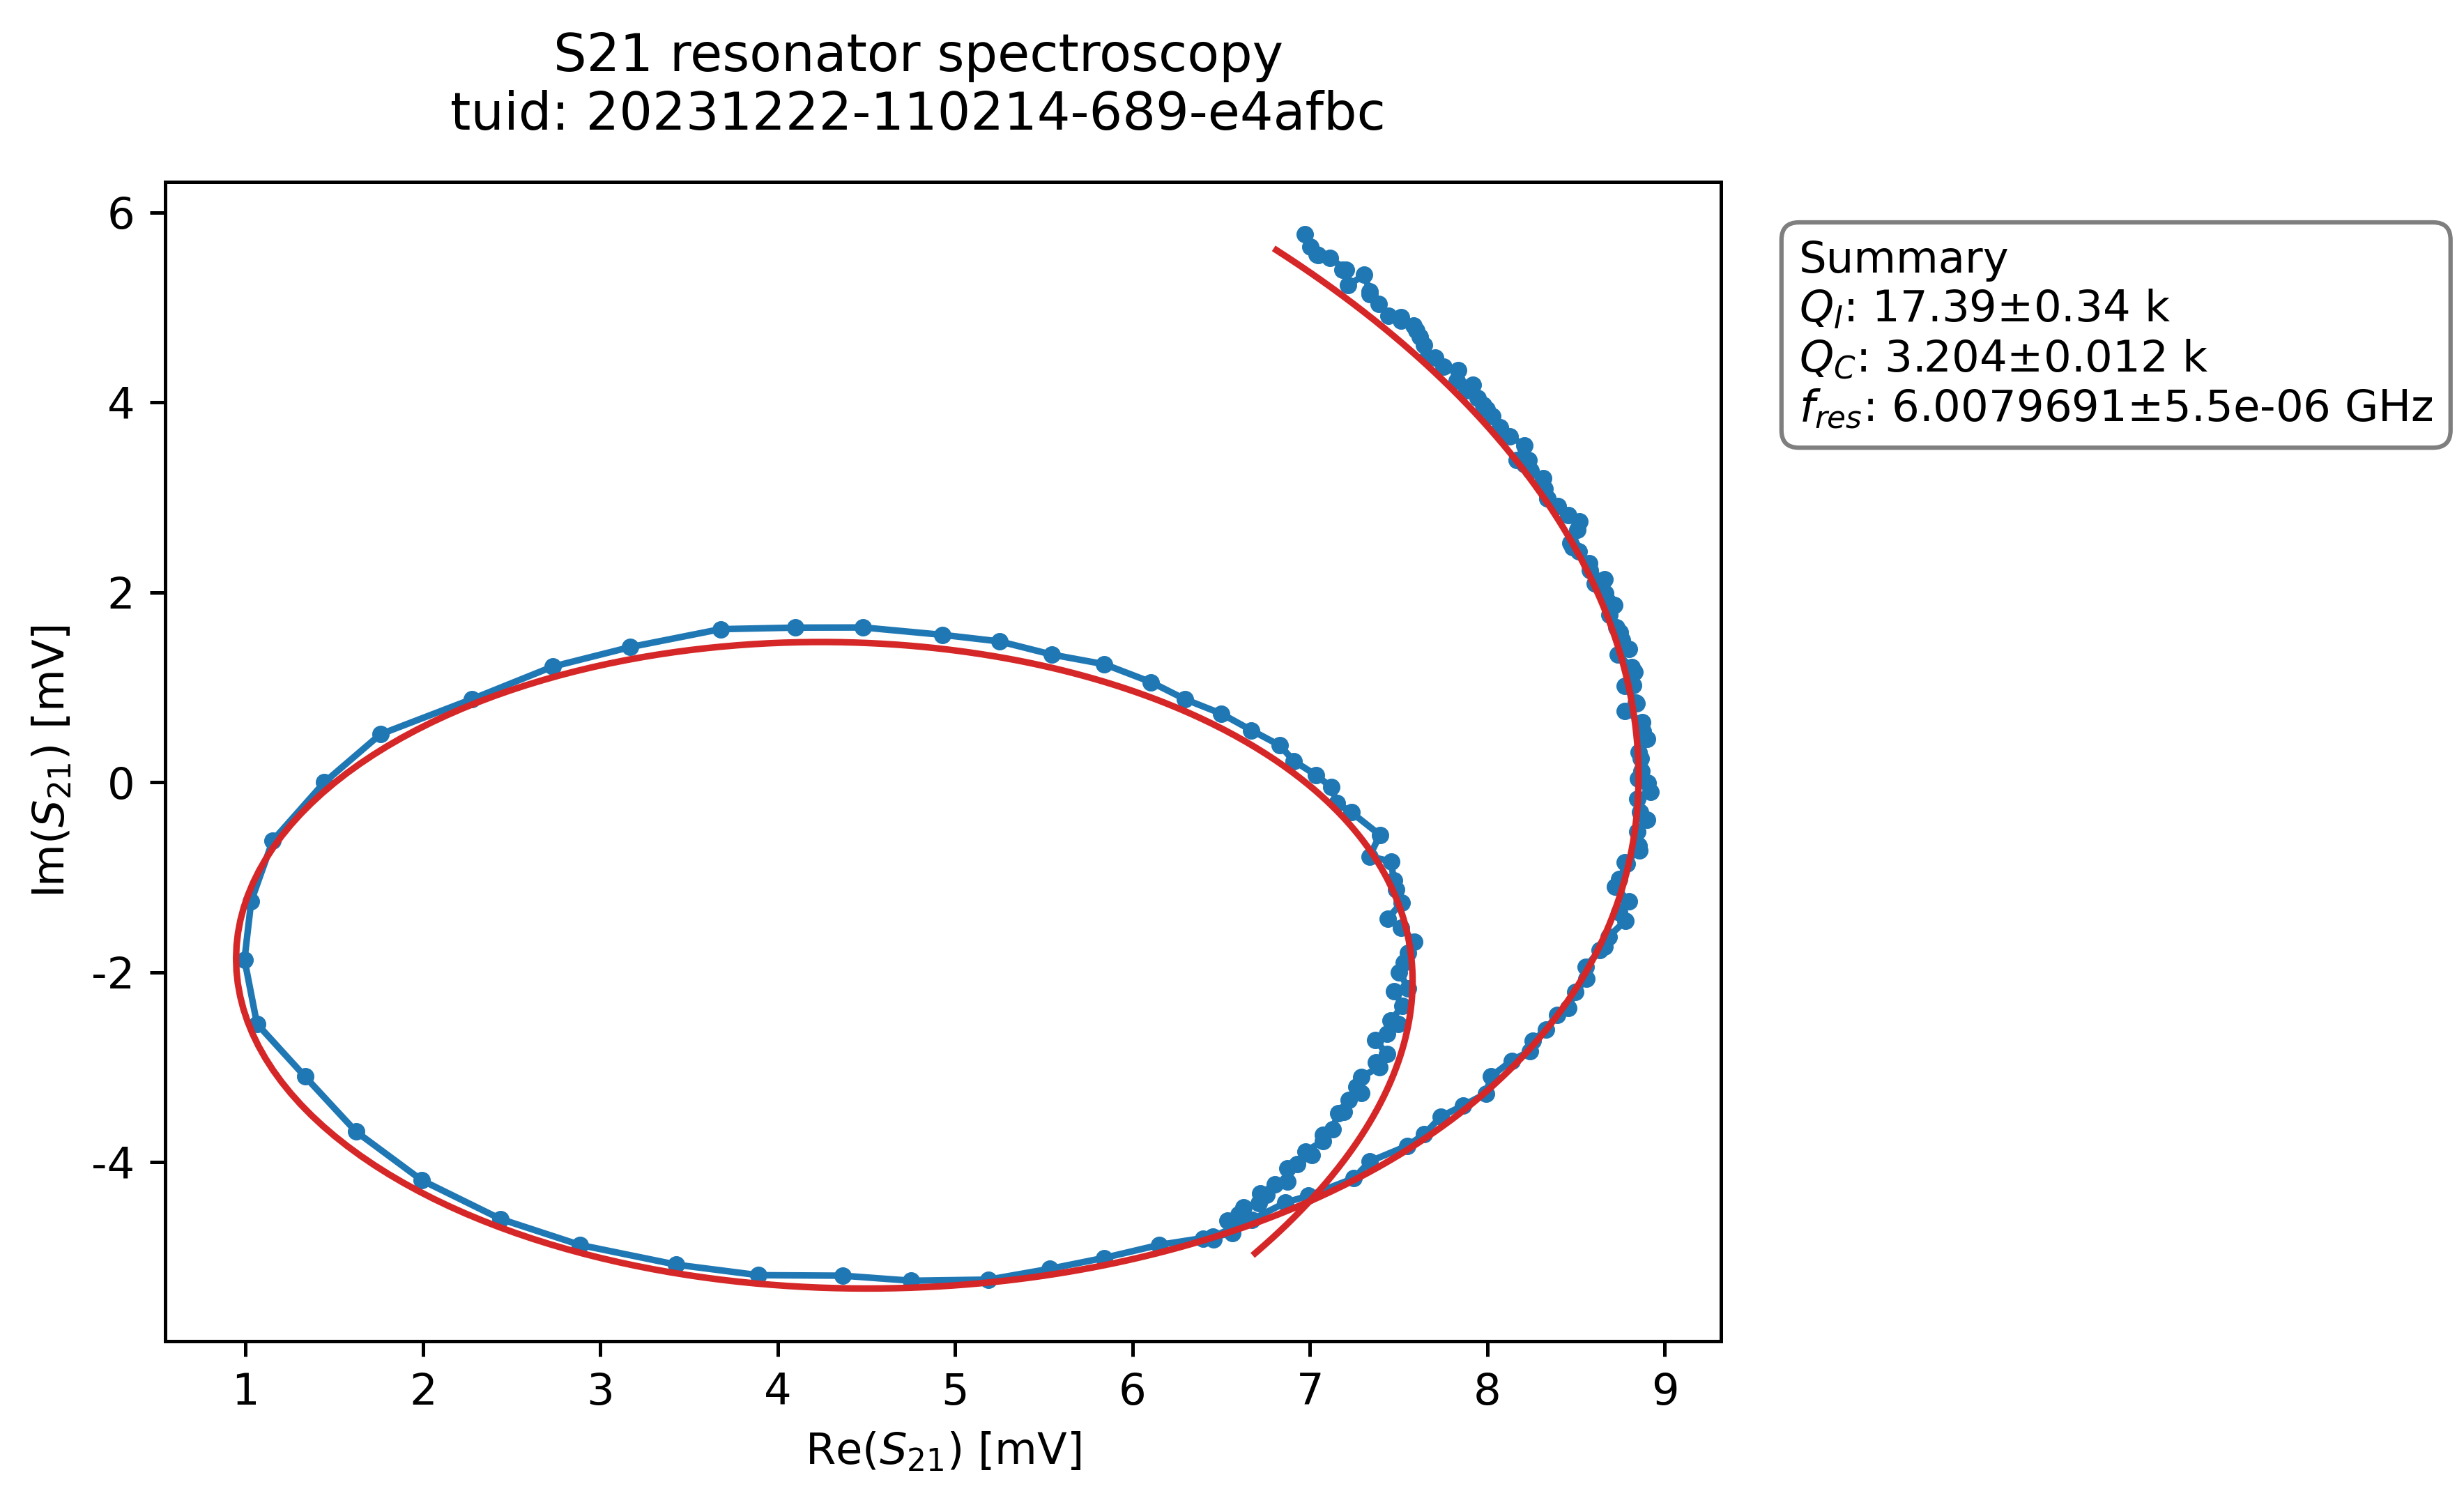 S21 resonator spectroscopy
tuid: 20231222-110214-689-e4afbc
6
4
2
0
-2
-4
Im(S21) [mV]
1 2 3 4 5 6 7 8 9
Re(S21) [mV]
Summary
QI: 17.39±0.34 k
QC: 3.204±0.012 k
fres: 6.0079691±5.5e-06 GHz